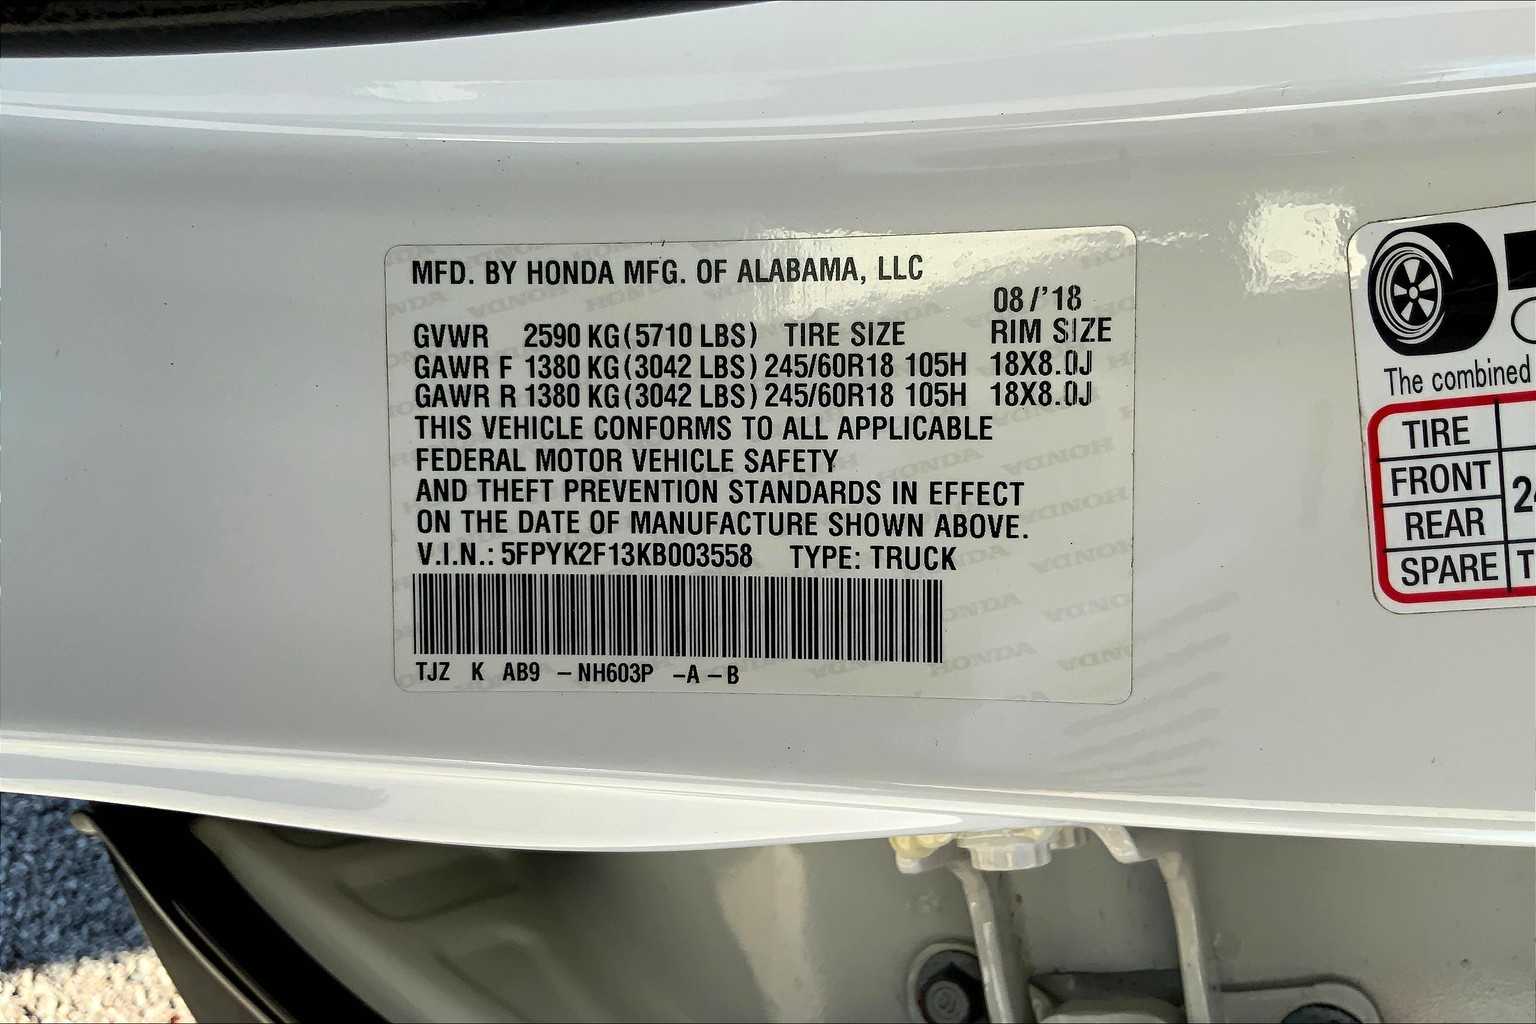 MFD. BY HONDA MFG. OF ALABAMA, LLC
08/'18
GVWR 2590 KG(5710 LBS) TIRE SIZE RIM SIZE
GAWR F 1380 KG(3042 LBS) 245/60R18 105H 18X8.0J
GAWR R 1380 KG(3042 LBS) 245/60R18 105H 18X8.0J
THIS VEHICLE CONFORMS TO ALL APPLICABLE
FEDERAL MOTOR VEHICLE SAFETY
AND THEFT PREVENTION STANDARDS IN EFFECT
ON THE DATE OF MANUFACTURE SHOWN ABOVE.
V.I.N.: 5FPYK2F13KB003558 TYPE: TRUCK
TJZ K AB9 -NH603P -A-B
The combined
TIRE
FRONT
REAR
SPARE